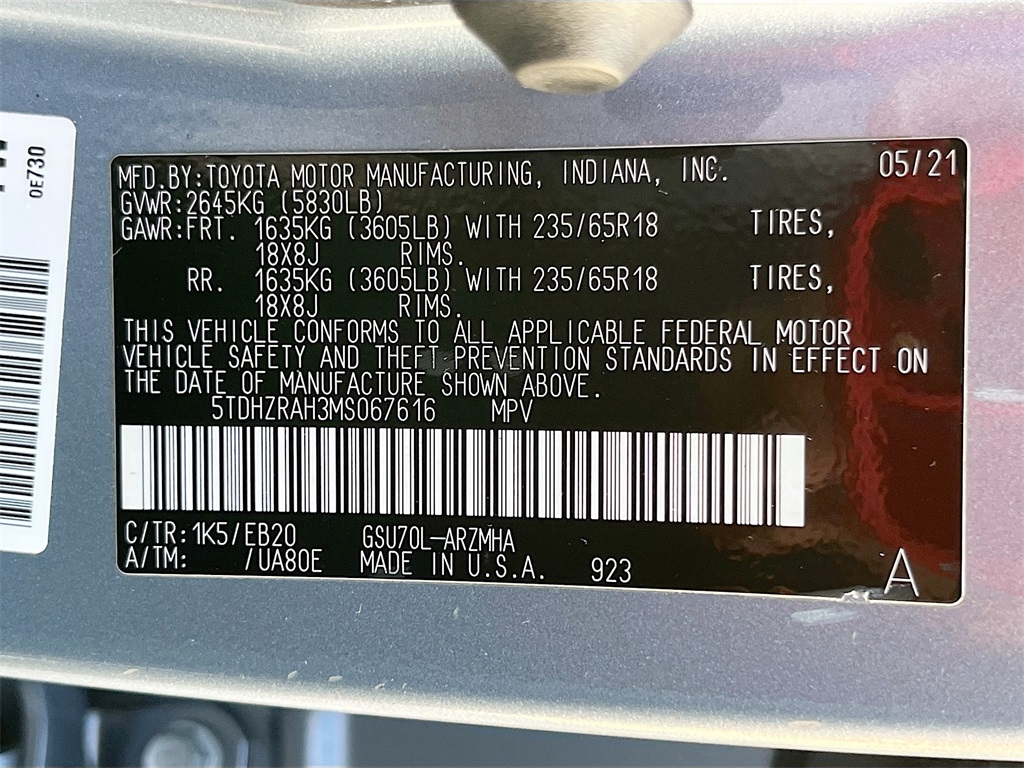 0E730
MFD.BY:TOYOTA MOTOR MANUFACTURING, INDIANA, INC. 05/21
GVWR:2645KG (5830LB)
GAWR:FRT. 1635KG (3605LB) WITH 235/65R18 TIRES,
18X8J RIMS.
RR. 1635KG (3605LB) WITH 235/65R18 TIRES,
18X8J RIMS.
THIS VEHICLE CONFORMS TO ALL APPLICABLE FEDERAL MOTOR
VEHICLE SAFETY AND THEFT PREVENTION STANDARDS IN EFFECT ON
THE DATE OF MANUFACTURE SHOWN ABOVE.
5TDHZRAH3MS067616 MPV
C/TR:1K5/EB20 GSU70L-ARZMHA
A/TM: /UA80E MADE IN U.S.A. 923 A